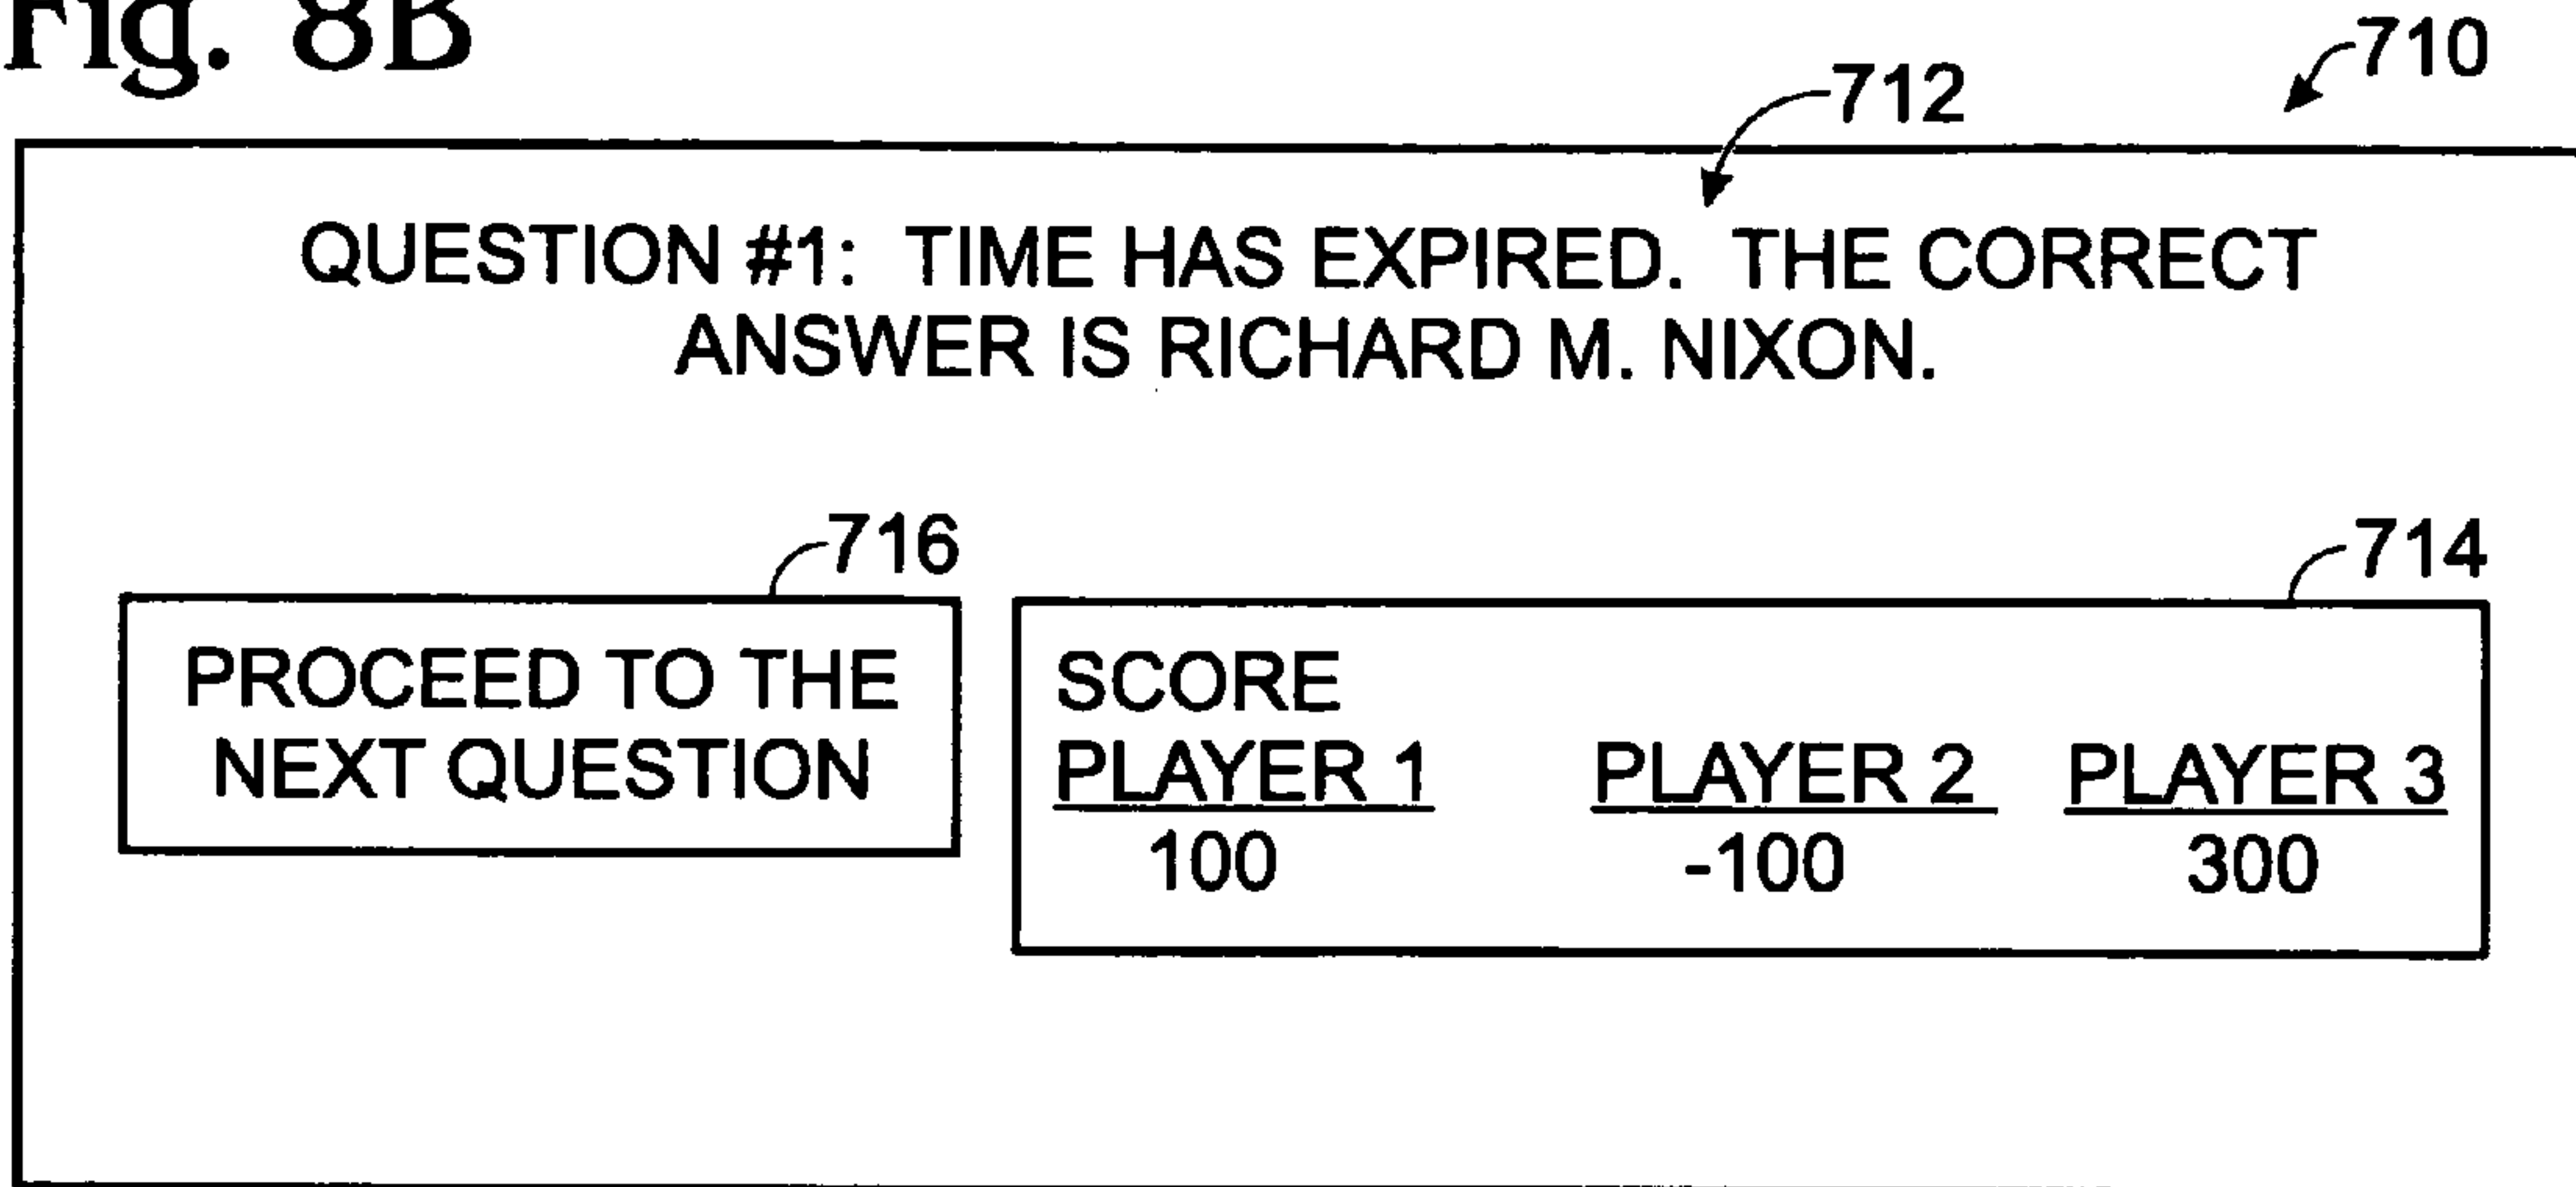 Fig. 8B
710
712
QUESTION #1: TIME HAS EXPIRED. THE CORRECT
ANSWER IS RICHARD M. NIXON.
716
PROCEED TO THE
NEXT QUESTION
714
SCORE
PLAYER 1 PLAYER 2 PLAYER 3
100 -100 300